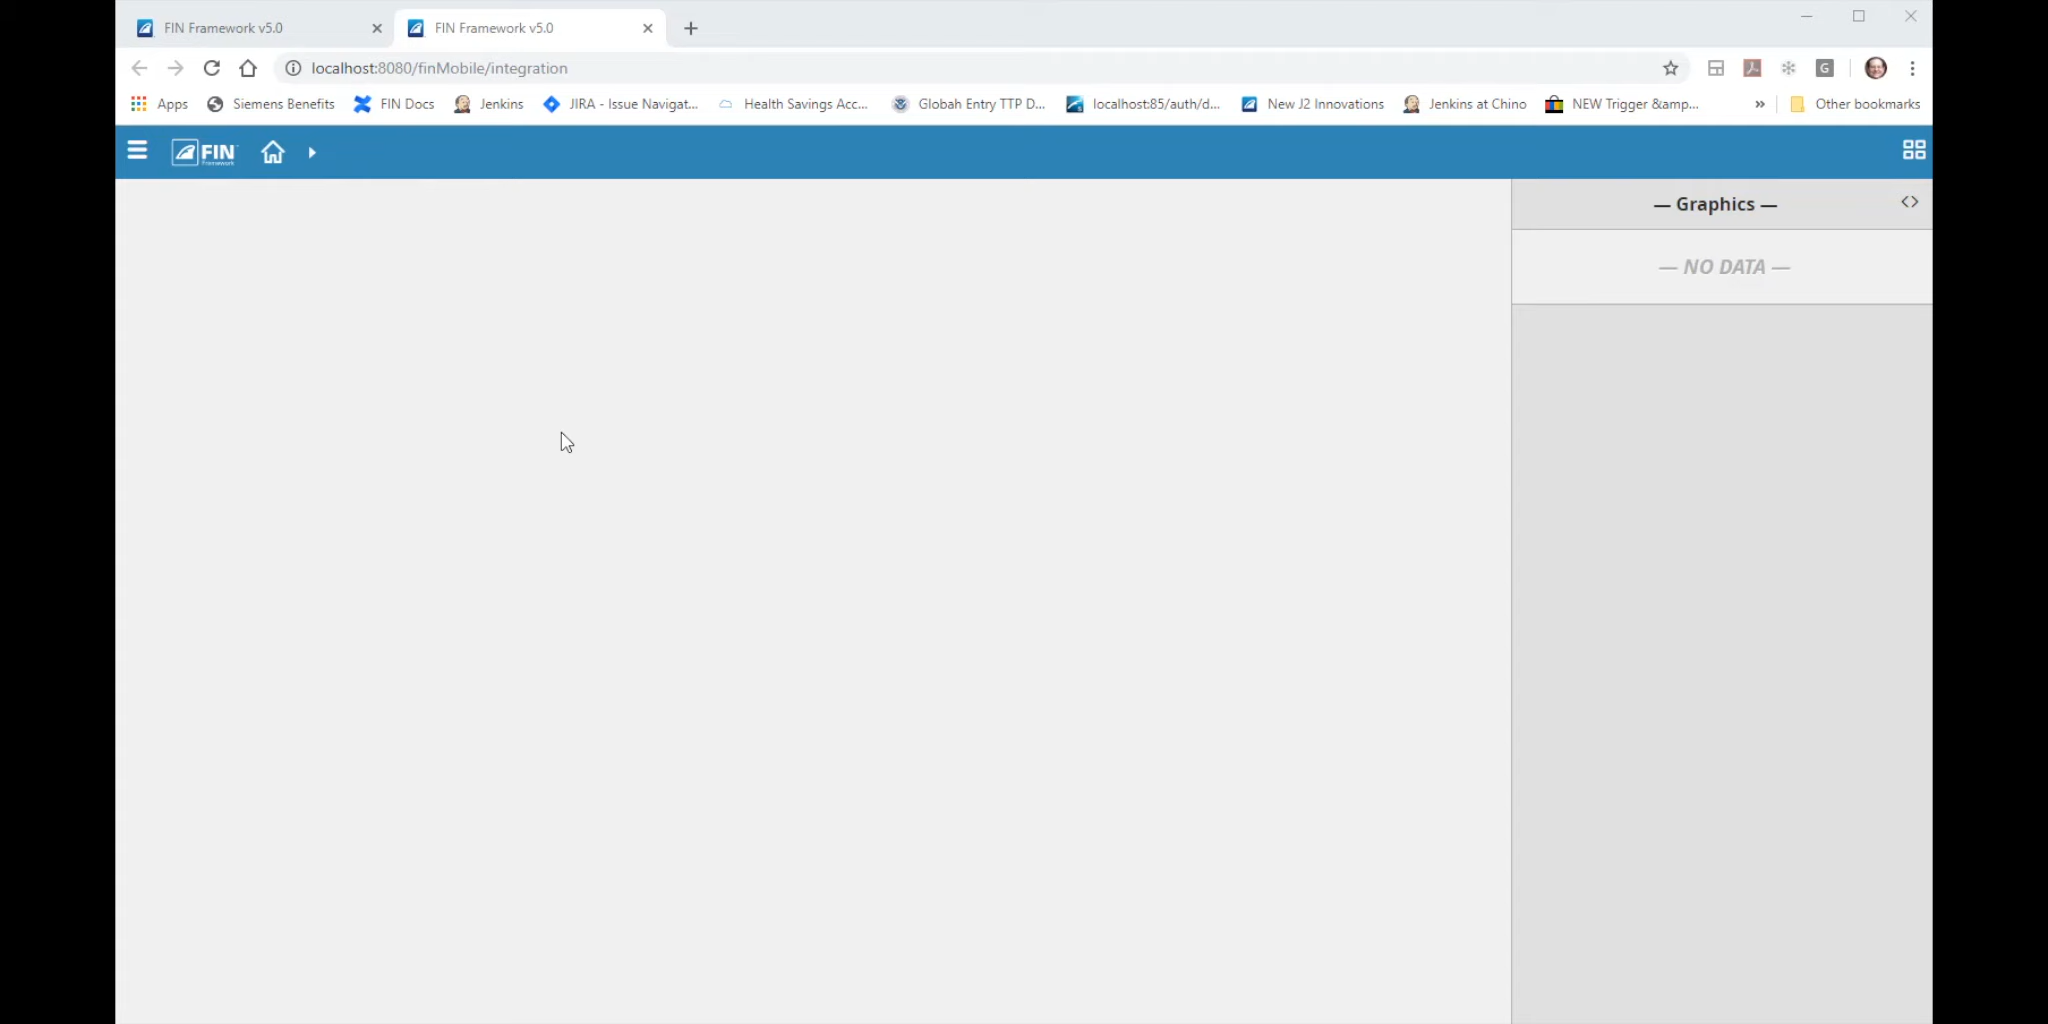 FIN Framework v5.0
FIN Framework v5.0
localhost:8080/finMobile/integration
G
Apps Siemens Benefits FIN Docs Jenkins JIRA - Issue Navigat... Health Savings Acc... Globah Entry TTP D... localhost:85/auth/d... New J2 Innovations Jenkins at Chino NEW Trigger &amp... » Other bookmarks
FIN
Framework
— Graphics —
— NO DATA —